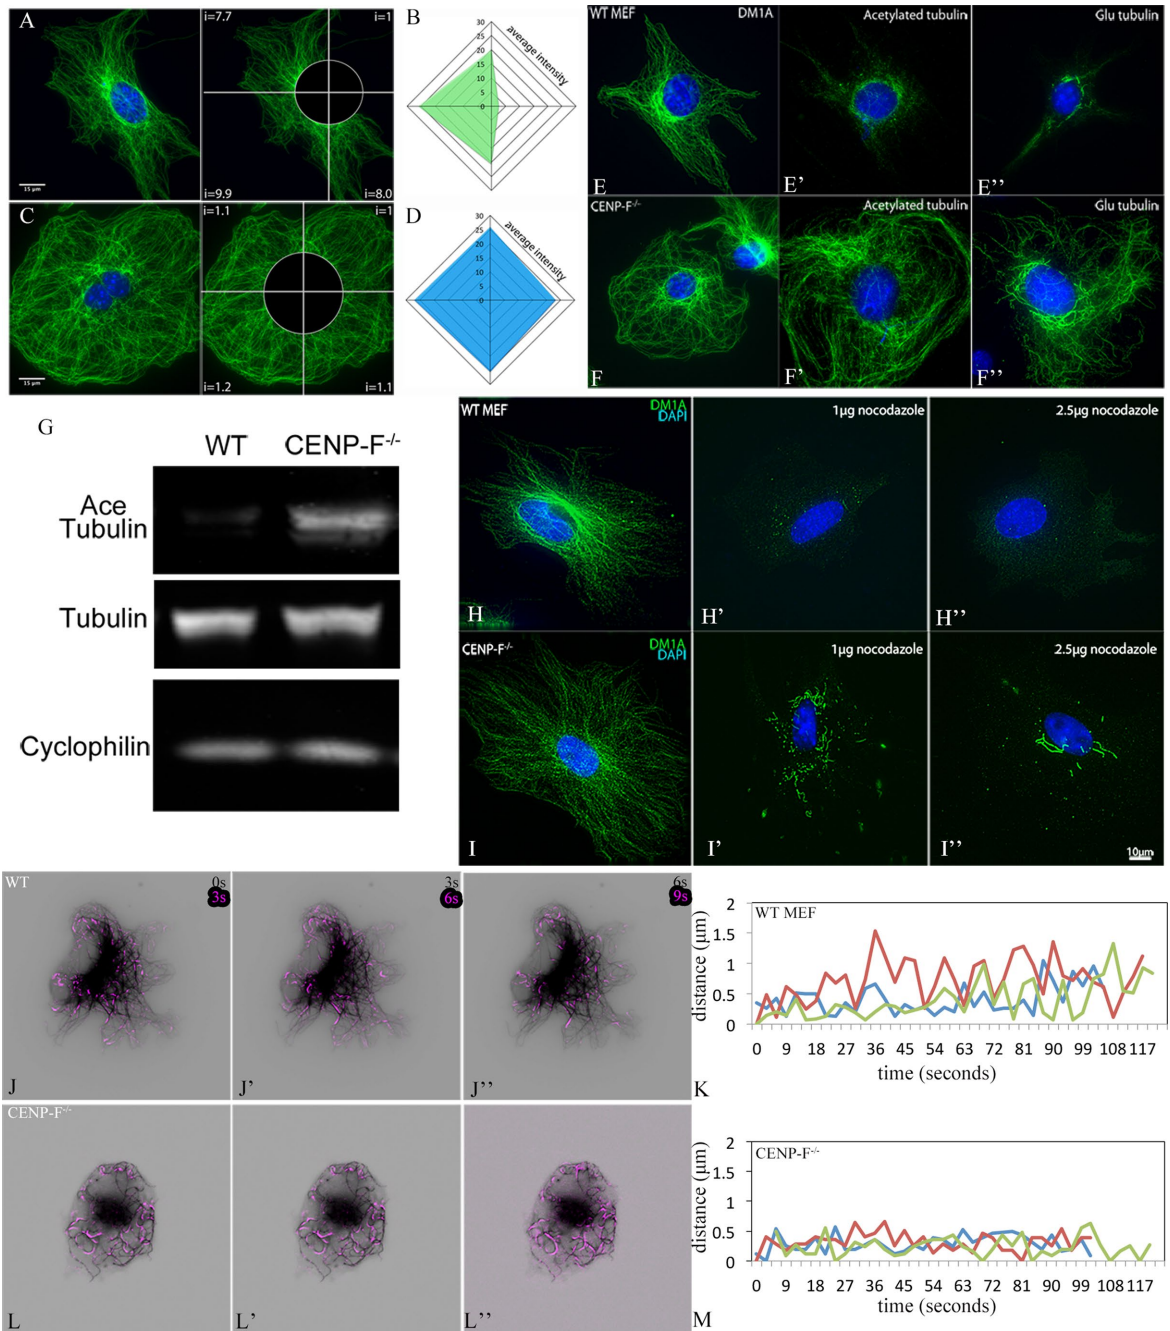 A
i=7.7
i=1
i=9.9
i=8.0
15 µm
B
30
25
20
15
10
5
0
average intensity
C
i=1.1
i=1
i=1.2
i=1.1
15 µm
D
30
25
20
15
10
5
0
average intensity
WT MEF
DM1A
E
Acetylated tubulin
E’
Glu tubulin
E’’
CENP-F-/-
F
Acetylated tubulin
F’
Glu tubulin
F’’
G
WT
CENP-F-/-
Ace
Tubulin
Tubulin
Cyclophilin
WT MEF
DM1A
DAPI
H
1µg nocodazole
H’
2.5µg nocodazole
H’’
CENP-F-/-
DM1A
DAPI
I
1µg nocodazole
I’
2.5µg nocodazole
I’’
10µm
WT
0s
3s
J
3s
6s
J’
6s
9s
J’’
K
WT MEF
distance (µm)
2
1.5
1
0.5
0
0 9 18 27 36 45 54 63 72 81 90 99 108 117
time (seconds)
CENP-F-/-
L
L’
L’’
M
CENP-F-/-
distance (µm)
2
1.5
1
0.5
0
0 9 18 27 36 45 54 63 72 81 90 99 108 117
time (seconds)